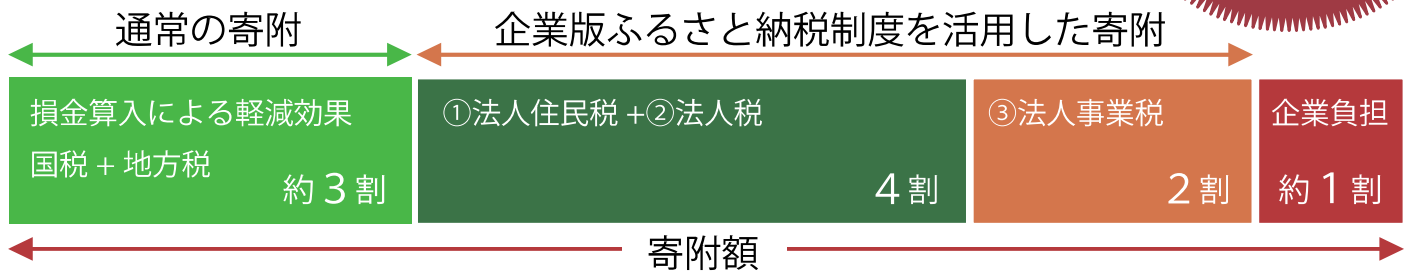 通常の寄附
企業版ふるさと納税制度を活用した寄附
損金算入による軽減効果
国税 + 地方税
約 3 割
①法人住民税 +②法人税
4 割
③法人事業税
2 割
企業負担
約 1 割
寄附額